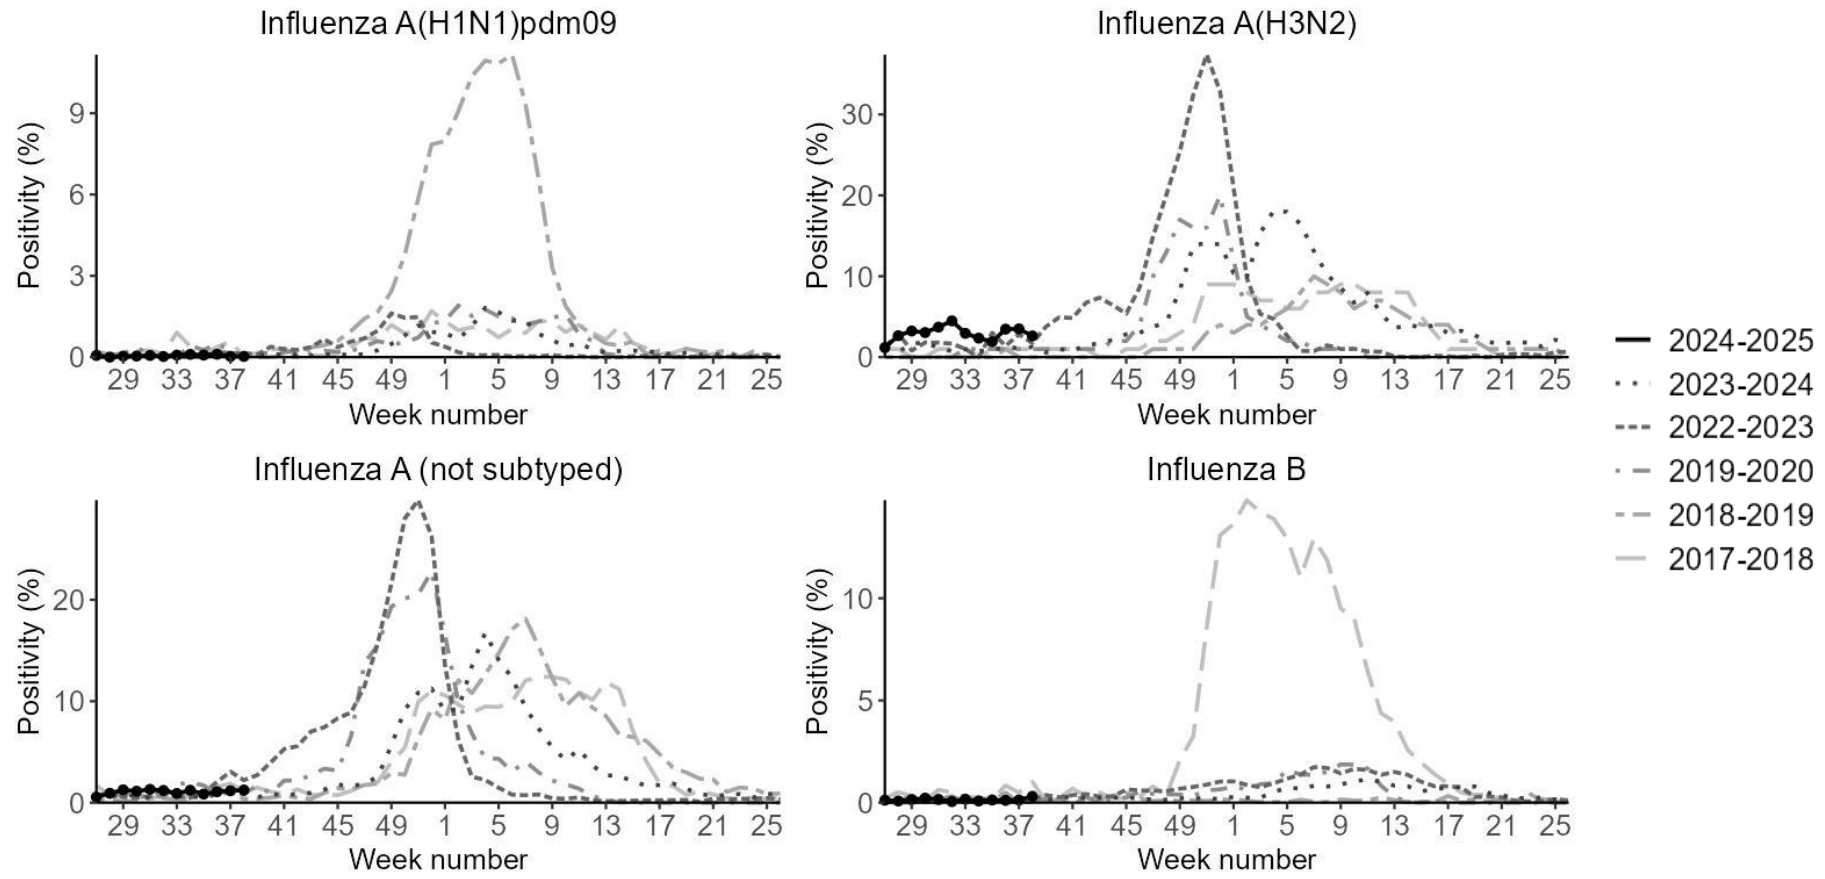 Influenza A(H1N1)pdm09
Positivity (%)
9
6
3
0
29 33 37 41 45 49 1 5 9 13 17 21 25
Week number
Influenza A(H3N2)
Positivity (%)
30
20
10
0
29 33 37 41 45 49 1 5 9 13 17 21 25
Week number
Influenza A (not subtyped)
Positivity (%)
20
10
0
29 33 37 41 45 49 1 5 9 13 17 21 25
Week number
Influenza B
Positivity (%)
10
5
0
29 33 37 41 45 49 1 5 9 13 17 21 25
Week number
2024-2025
2023-2024
2022-2023
2019-2020
2018-2019
2017-2018